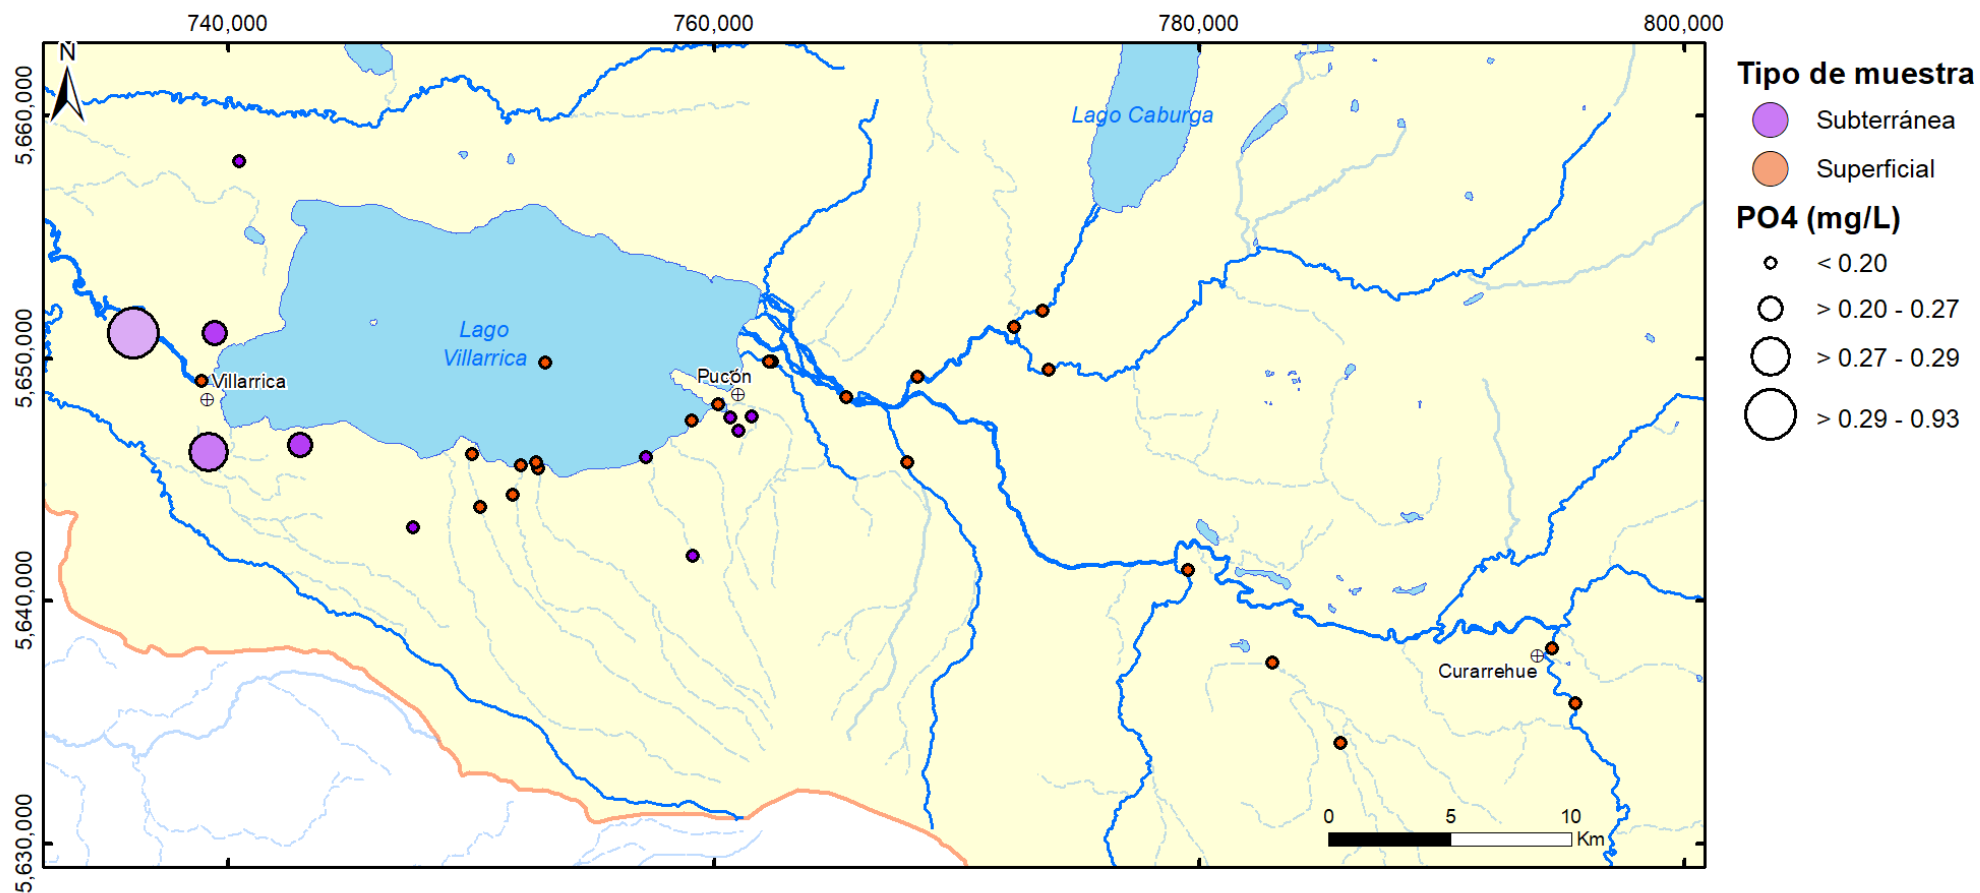 740,000
760,000
780,000
800,000
N
5,660,000
5,650,000
5,640,000
5,630,000
Lago Caburga
Lago
Villarrica
Villarrica
Pucón
Curarrehue
0
5
10
Km
Tipo de muestra
Subterránea
Superficial
PO4 (mg/L)
< 0.20
> 0.20 - 0.27
> 0.27 - 0.29
> 0.29 - 0.93